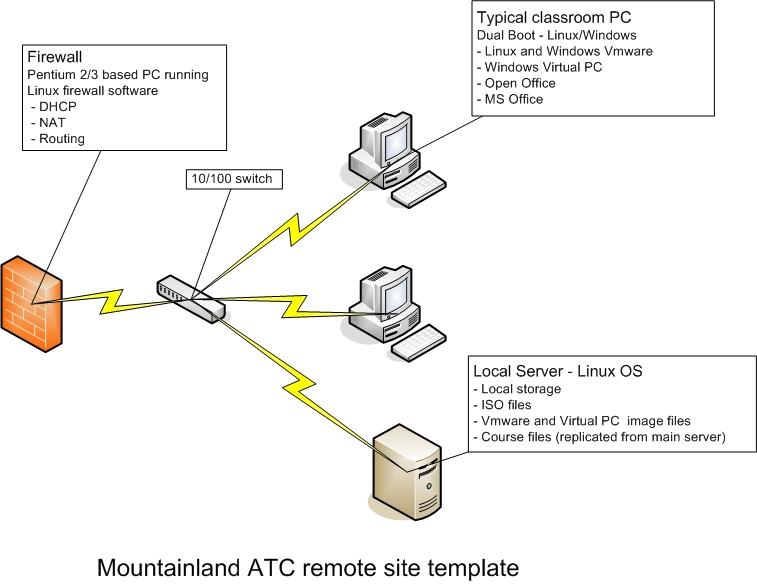 Typical classroom PC
Dual Boot - Linux/Windows
- Linux and Windows Vmware
- Windows Virtual PC
- Open Office
- MS Office
Firewall
Pentium 2/3 based PC running
Linux firewall software
- DHCP
- NAT
- Routing
10/100 switch
Local Server - Linux OS
- Local storage
- ISO files
- Vmware and Virtual PC image files
- Course files (replicated from main server)
Mountainland ATC remote site template